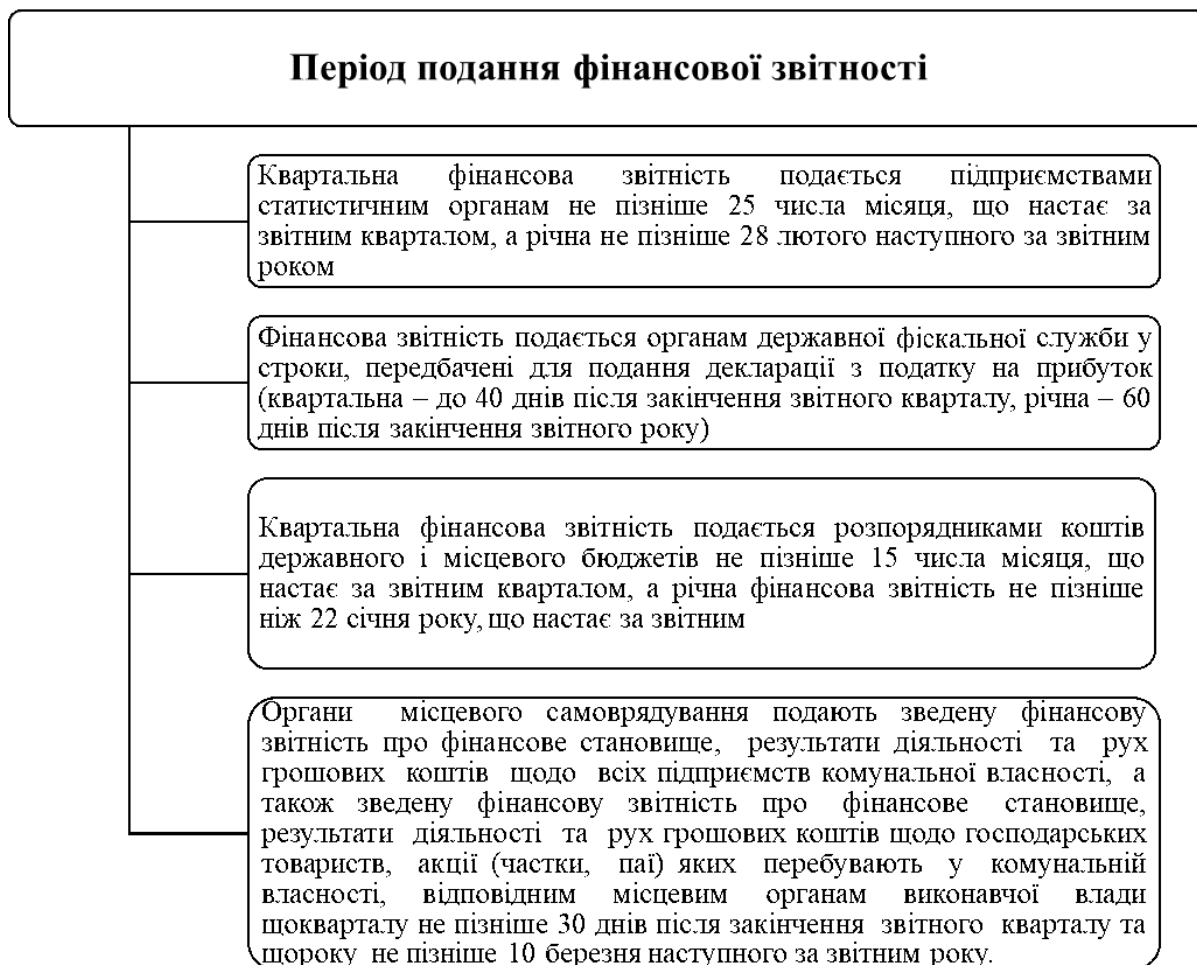 Період подання фінансової звітності
Квартальна фінансова звітність подається підприємствами
статистичним органам не пізніше 25 числа місяця, що настає за
звітним кварталом, а річна не пізніше 28 лютого наступного за звітним
роком
Фінансова звітність подається органам державної фіскальної служби у
строки, передбачені для подання декларації з податку на прибуток
(квартальна – до 40 днів після закінчення звітного кварталу, річна – 60
днів після закінчення звітного року)
Квартальна фінансова звітність подається розпорядниками коштів
державного і місцевого бюджетів не пізніше 15 числа місяця, що
настає за звітним кварталом, а річна фінансова звітність не пізніше
ніж 22 січня року, що настає за звітним
Органи місцевого самоврядування подають зведену фінансову
звітність про фінансове становище, результати діяльності та рух
грошових коштів щодо всіх підприємств комунальної власності, а
також зведену фінансову звітність про фінансове становище,
результати діяльності та рух грошових коштів щодо господарських
товариств, акції (частки, паї) яких перебувають у комунальній
власності, відповідним місцевим органам виконавчої влади
щокварталу не пізніше 30 днів після закінчення звітного кварталу та
щороку не пізніше 10 березня наступного за звітним року.